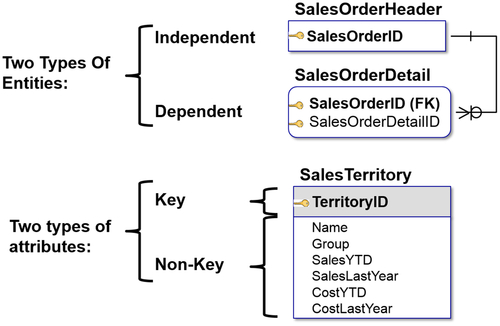 SalesOrderHeader
Independent
SalesOrderID
Two Types Of
Entities:
SalesOrderDetail
Dependent
SalesOrderID (FK)
SalesOrderDetailID
SalesTerritory
Key
TerritoryID
Two types of
attributes:
Non-Key
Name
Group
SalesYTD
SalesLastYear
CostYTD
CostLastYear